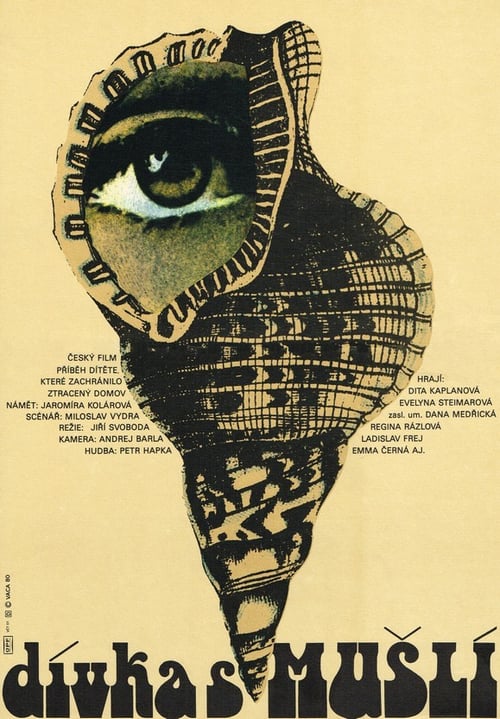 ČESKÝ FILM
PŘÍBĚH DÍTĚTE,
KTERÉ ZACHRÁNILO
ZTRACENÝ DOMOV
NÁMĚT: JAROMÍRA KOLÁROVÁ
SCÉNÁŘ: MILOSLAV VYDRA
REŽIE: JIŘÍ SVOBODA
KAMERA: ANDREJ BARLA
HUDBA: PETR HAPKA
HRAJÍ:
DITA KAPLANOVÁ
EVELYNA STEIMAROVÁ
zasl. um. DANA MEDŘICKÁ
REGINA RÁZLOVÁ
LADISLAV FREJ
EMMA ČERNÁ AJ.
© VACA 80
dívka s MUŠLÍ